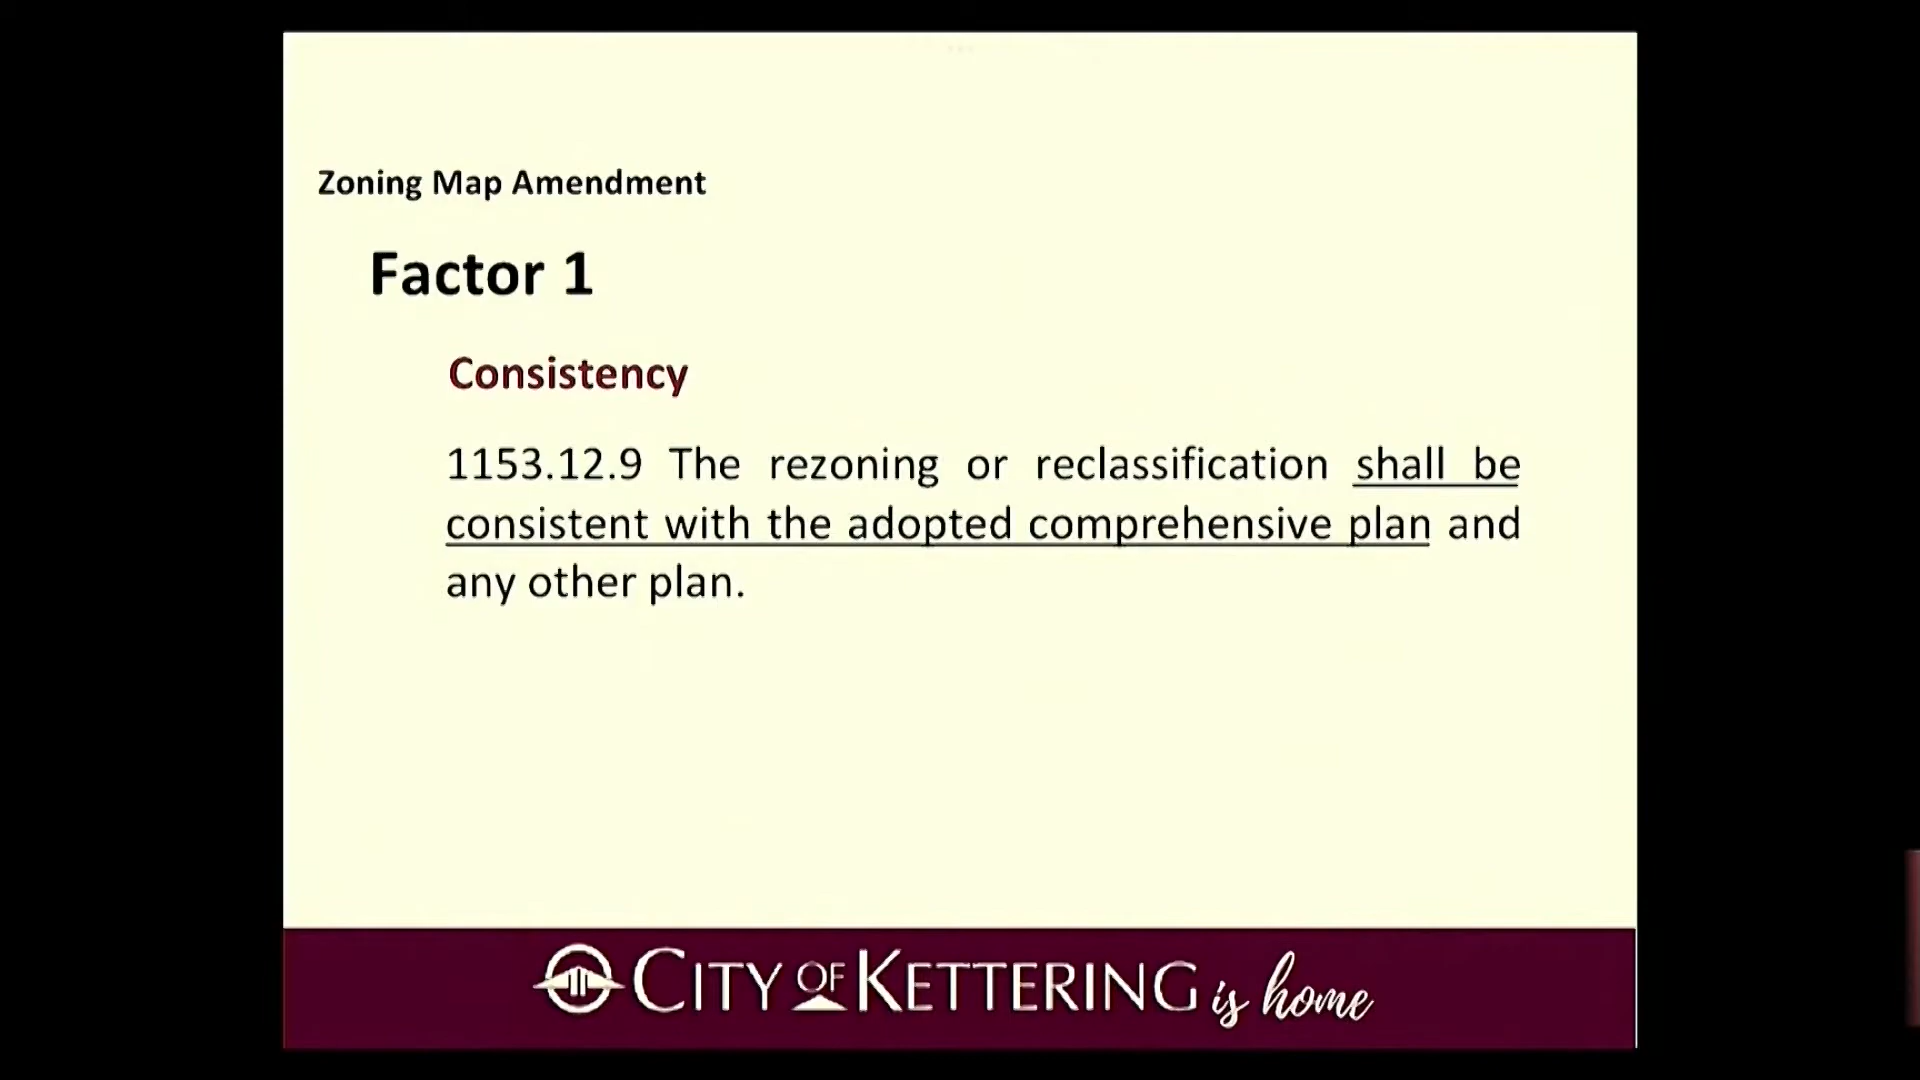 Zoning Map Amendment
Factor 1
Consistency
1153.12.9 The rezoning or reclassification shall be
consistent with the adopted comprehensive plan and
any other plan.
CITY OF KETTERING is home